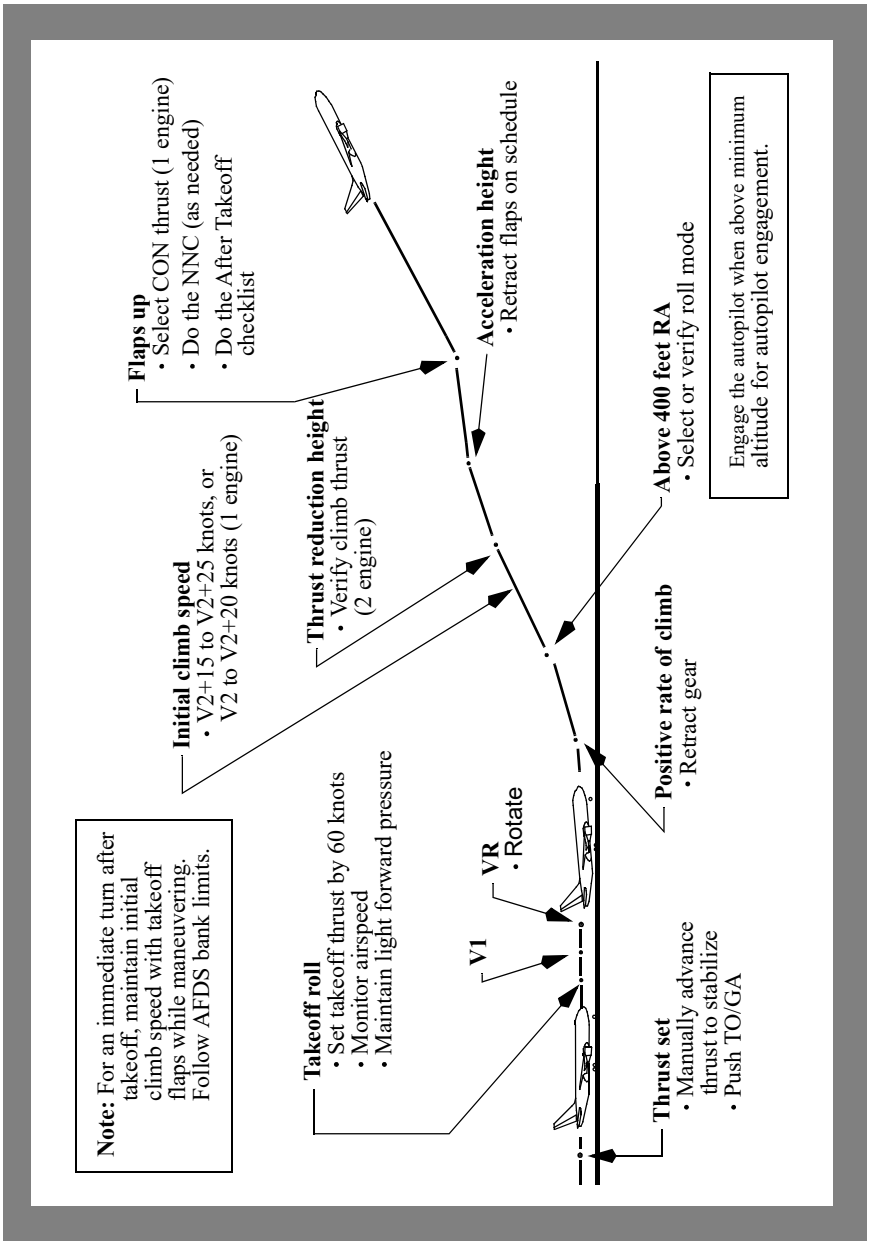 Note: For an immediate turn after
takeoff, maintain initial
climb speed with takeoff
flaps while maneuvering.
Follow AFDS bank limits.
Initial climb speed
• V2+15 to V2+25 knots, or
V2 to V2+20 knots (1 engine)
Flaps up
• Select CON thrust (1 engine)
• Do the NNC (as needed)
• Do the After Takeoff
checklist
Takeoff roll
• Set takeoff thrust by 60 knots
• Monitor airspeed
• Maintain light forward pressure
Thrust reduction height
• Verify climb thrust
(2 engine)
V1
VR
• Rotate
Acceleration height
• Retract flaps on schedule
Thrust set
• Manually advance
thrust to stabilize
• Push TO/GA
Positive rate of climb
• Retract gear
Above 400 feet RA
• Select or verify roll mode
Engage the autopilot when above minimum
altitude for autopilot engagement.